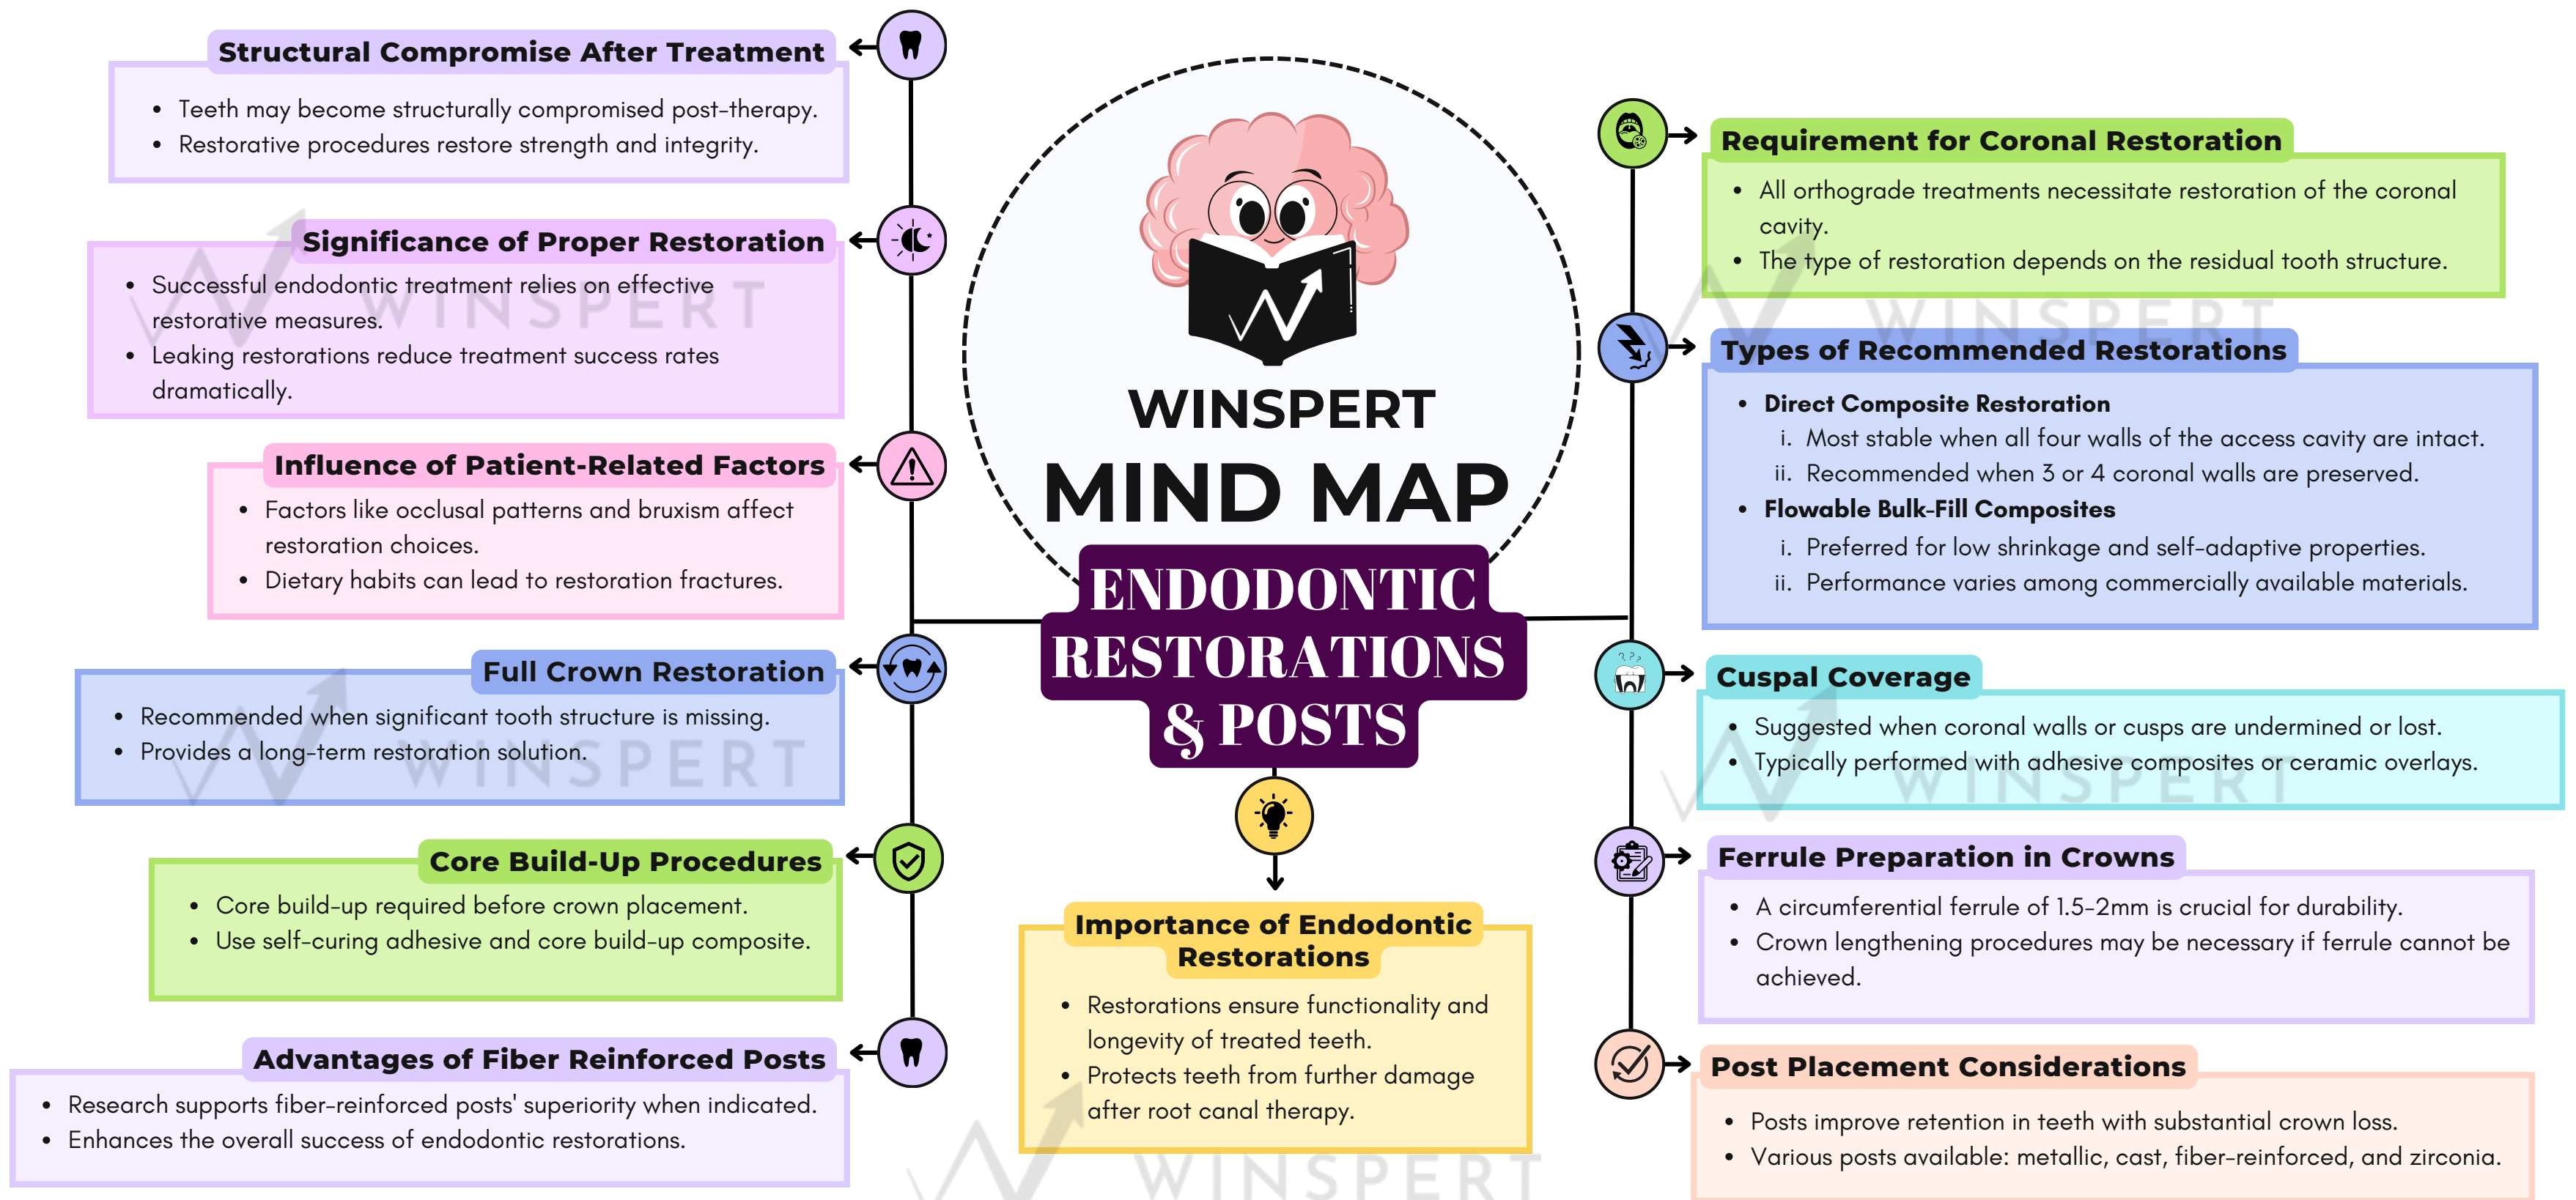 Structural Compromise After Treatment
• Teeth may become structurally compromised post-therapy.
• Restorative procedures restore strength and integrity.
Significance of Proper Restoration
• Successful endodontic treatment relies on effective
restorative measures.
• Leaking restorations reduce treatment success rates
dramatically.
Influence of Patient-Related Factors
• Factors like occlusal patterns and bruxism affect
restoration choices.
• Dietary habits can lead to restoration fractures.
Full Crown Restoration
• Recommended when significant tooth structure is missing.
• Provides a long-term restoration solution.
Core Build-Up Procedures
• Core build-up required before crown placement.
• Use self-curing adhesive and core build-up composite.
Advantages of Fiber Reinforced Posts
• Research supports fiber-reinforced posts' superiority when indicated.
• Enhances the overall success of endodontic restorations.
WINSPERT
MIND MAP
ENDODONTIC
RESTORATIONS
& POSTS
Importance of Endodontic
Restorations
• Restorations ensure functionality and
longevity of treated teeth.
• Protects teeth from further damage
after root canal therapy.
Requirement for Coronal Restoration
• All orthograde treatments necessitate restoration of the coronal
cavity.
• The type of restoration depends on the residual tooth structure.
Types of Recommended Restorations
• Direct Composite Restoration
i. Most stable when all four walls of the access cavity are intact.
ii. Recommended when 3 or 4 coronal walls are preserved.
• Flowable Bulk-Fill Composites
i. Preferred for low shrinkage and self-adaptive properties.
ii. Performance varies among commercially available materials.
Cuspal Coverage
• Suggested when coronal walls or cusps are undermined or lost.
• Typically performed with adhesive composites or ceramic overlays.
Ferrule Preparation in Crowns
• A circumferential ferrule of 1.5-2mm is crucial for durability.
• Crown lengthening procedures may be necessary if ferrule cannot be
achieved.
Post Placement Considerations
• Posts improve retention in teeth with substantial crown loss.
• Various posts available: metallic, cast, fiber-reinforced, and zirconia.
WINSPERT
WINSPERT
WINSPERT
WINSPERT
WINSPERT